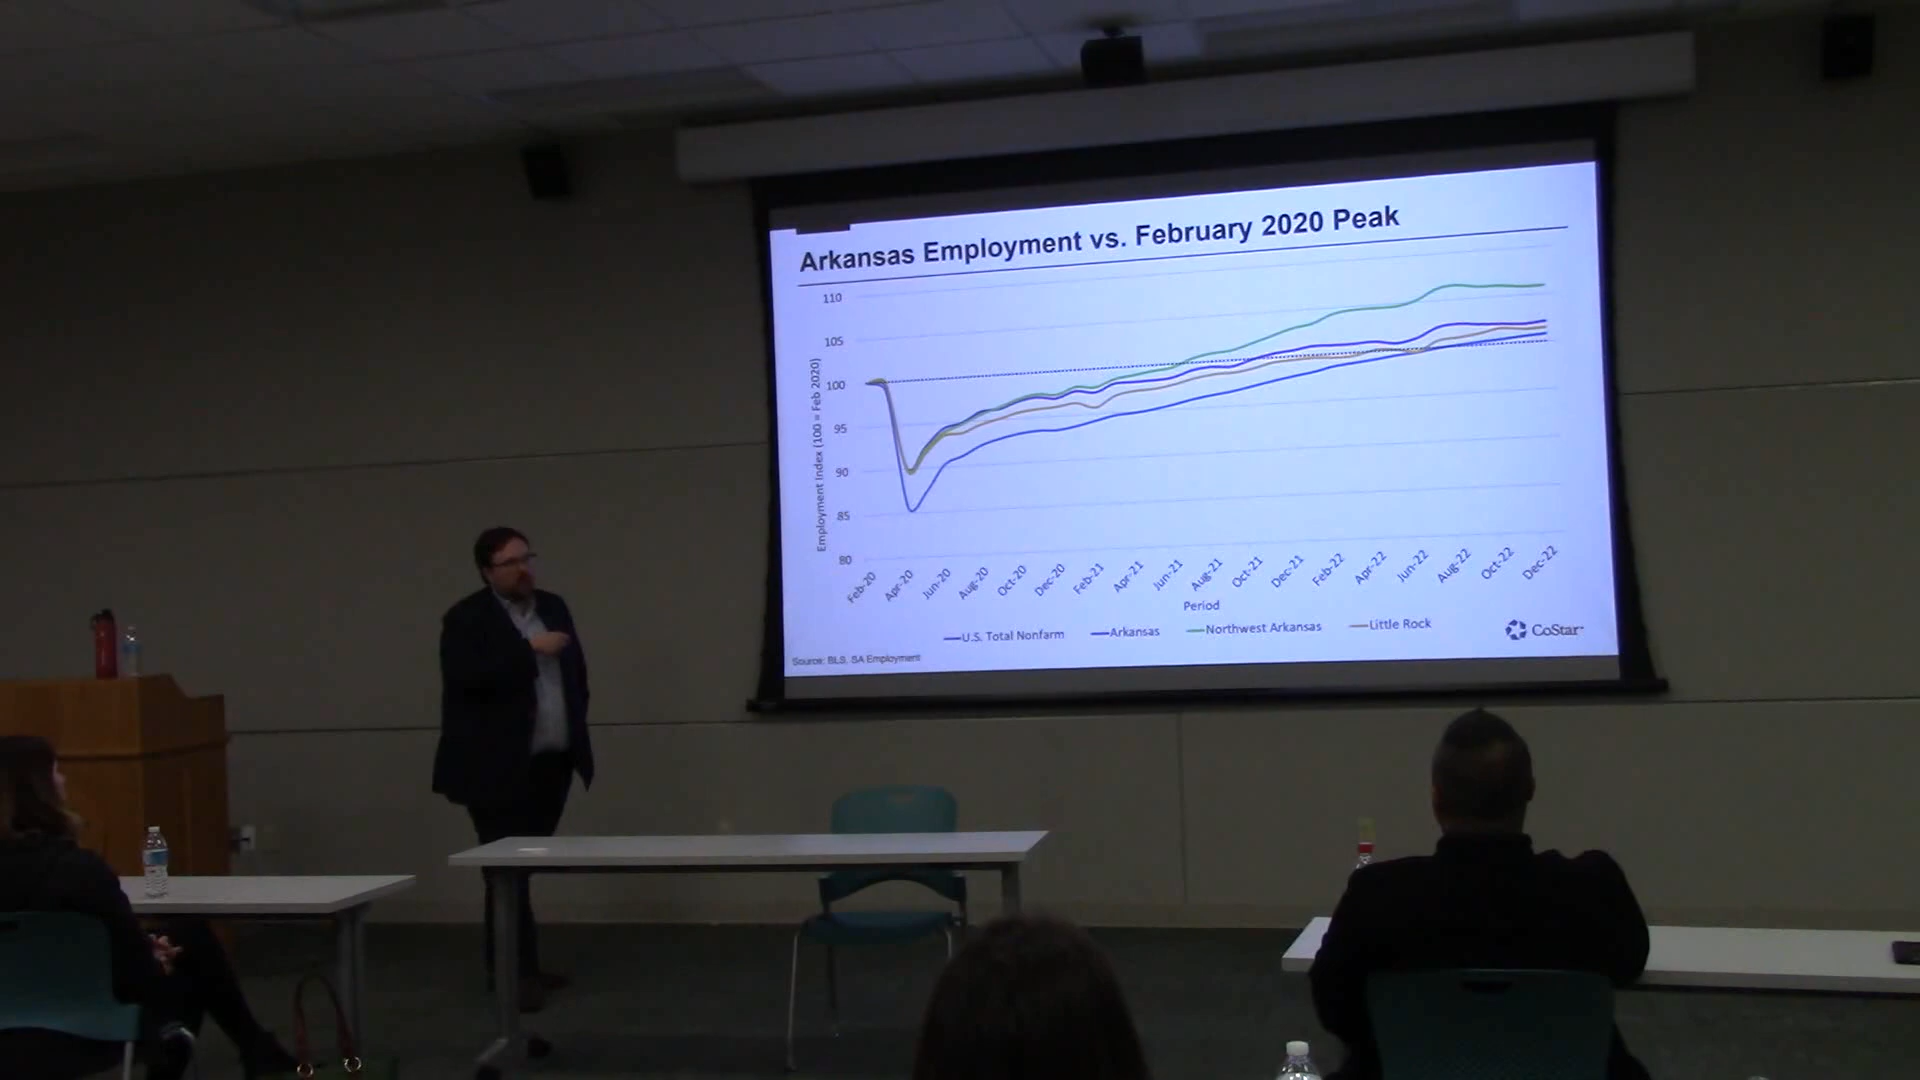 Arkansas Employment vs. February 2020 Peak
Employment Index (100 = Feb 2020)
110
105
100
95
90
85
80
Feb-20 Apr-20 Jun-20 Aug-20 Oct-20 Dec-20 Feb-21 Apr-21 Jun-21 Aug-21 Oct-21 Dec-21 Feb-22 Apr-22 Jun-22 Aug-22 Oct-22 Dec-22
Period
U.S. Total Nonfarm Arkansas Northwest Arkansas Little Rock
CoStar
Source: BLS, SA Employment